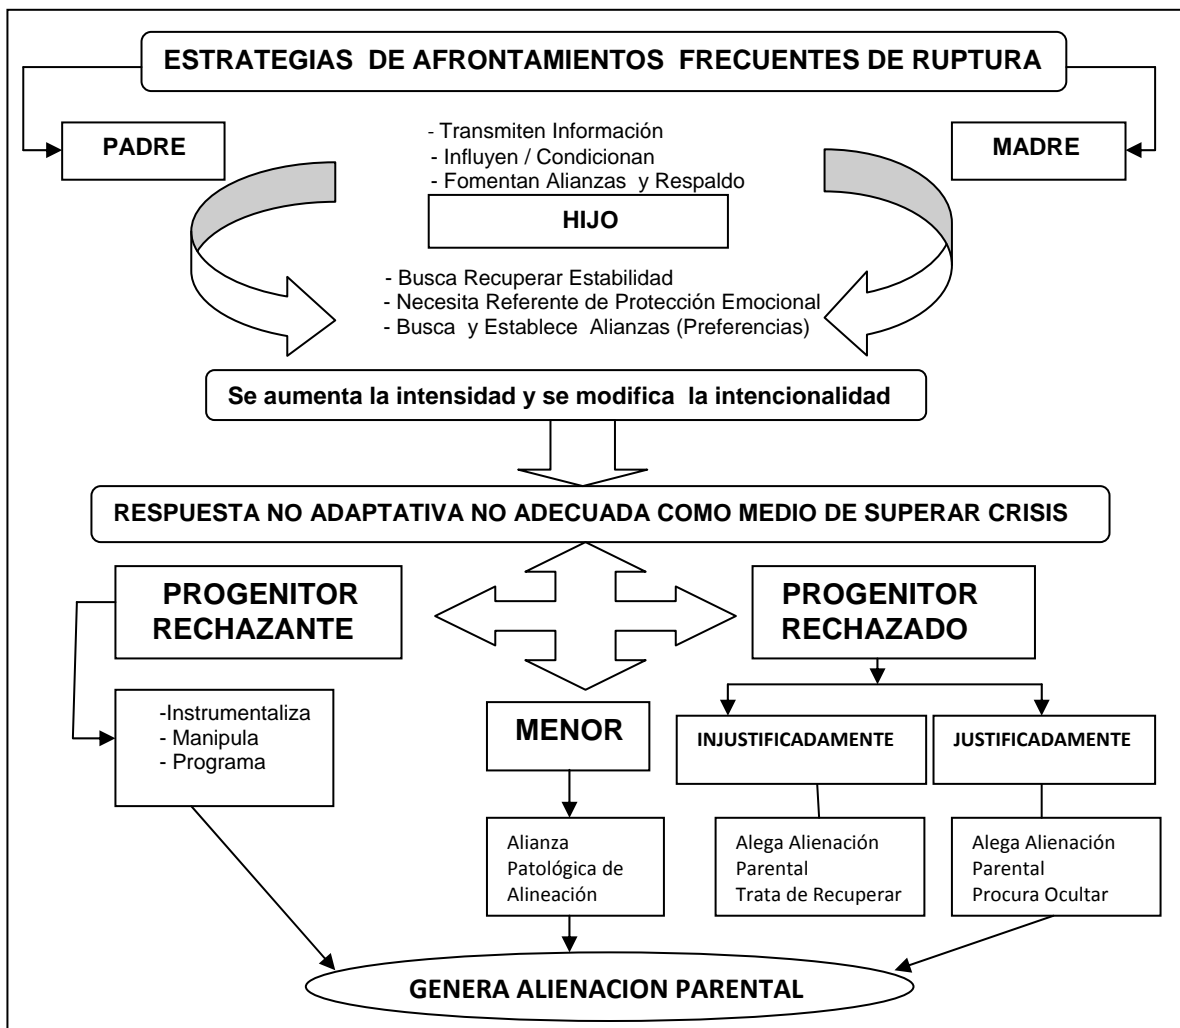 ESTRATEGIAS DE AFRONTAMIENTOS FRECUENTES DE RUPTURA
PADRE
- Transmiten Información
- Influyen / Condicionan
- Fomentan Alianzas y Respaldo
MADRE
HIJO
- Busca Recuperar Estabilidad
- Necesita Referente de Protección Emocional
- Busca y Establece Alianzas (Preferencias)
Se aumenta la intensidad y se modifica la intencionalidad
RESPUESTA NO ADAPTATIVA NO ADECUADA COMO MEDIO DE SUPERAR CRISIS
PROGENITOR
RECHAZANTE
PROGENITOR
RECHAZADO
-Instrumentaliza
- Manipula
- Programa
MENOR
INJUSTIFICADAMENTE
JUSTIFICADAMENTE
Alianza
Patológica de
Alineación
Alega Alienación
Parental
Trata de Recuperar
Alega Alienación
Parental
Procura Ocultar
GENERA ALIENACION PARENTAL